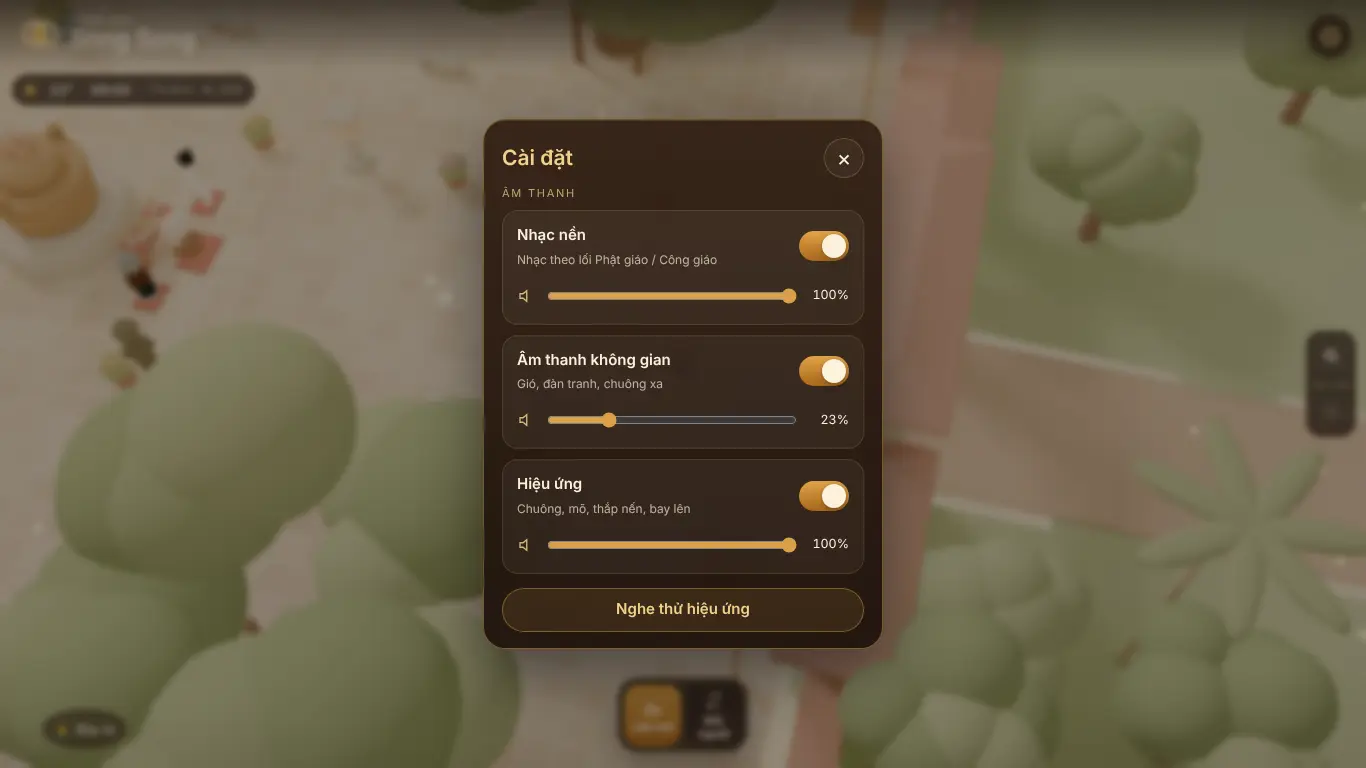 Cài đặt
ÂM THANH
Nhạc nền
Nhạc theo lối Phật giáo / Công giáo
100%
Âm thanh không gian
Gió, đàn tranh, chuông xa
23%
Hiệu ứng
Chuông, mõ, thắp nến, bay lên
100%
Nghe thử hiệu ứng